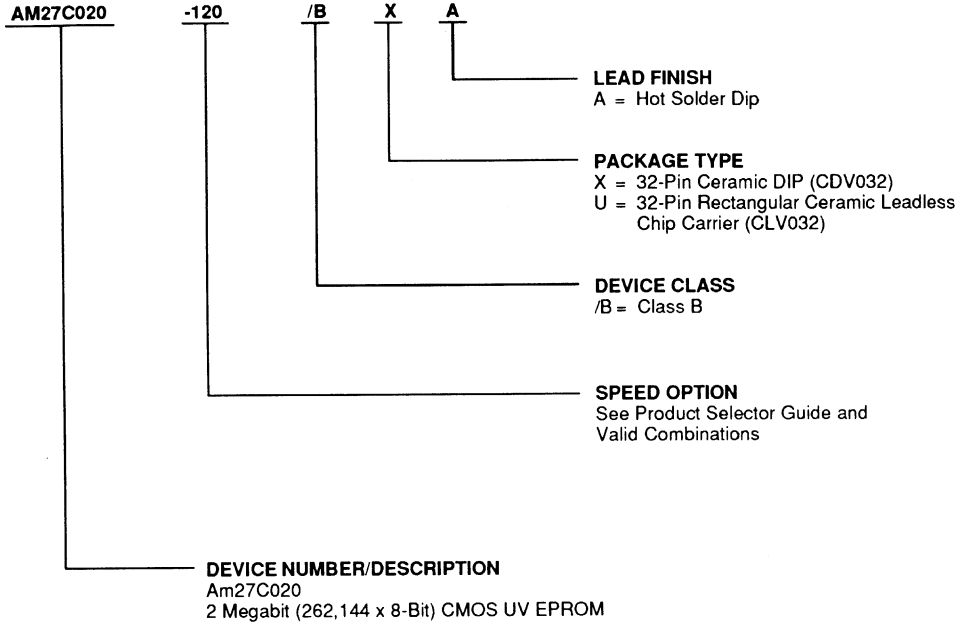 AM27C020 -120 /B X A
LEAD FINISH
A = Hot Solder Dip
PACKAGE TYPE
X = 32-Pin Ceramic DIP (CDV032)
U = 32-Pin Rectangular Ceramic Leadless
Chip Carrier (CLV032)
DEVICE CLASS
/B = Class B
SPEED OPTION
See Product Selector Guide and
Valid Combinations
DEVICE NUMBER/DESCRIPTION
Am27C020
2 Megabit (262,144 x 8-Bit) CMOS UV EPROM